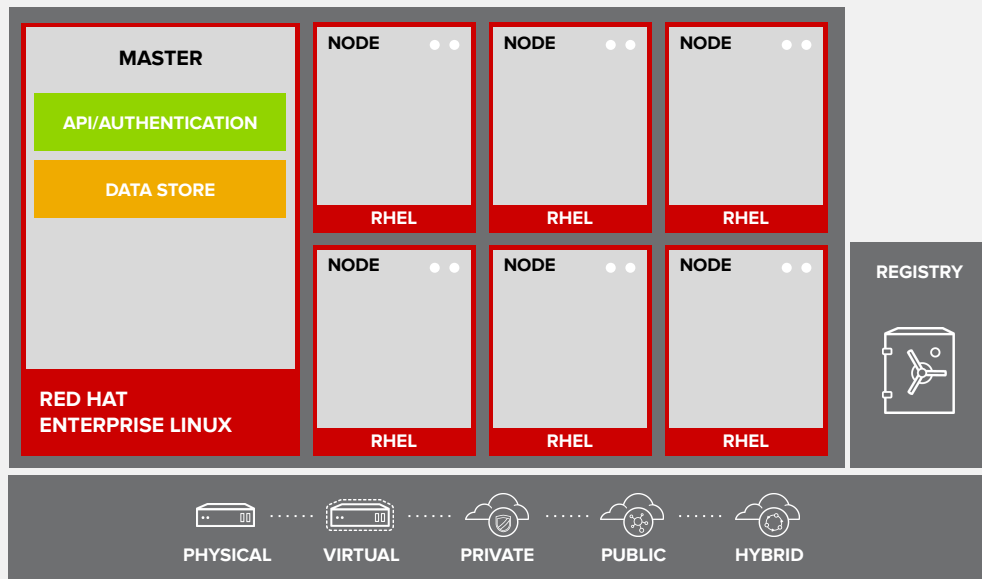 MASTER
API/AUTHENTICATION
DATA STORE
RED HAT
ENTERPRISE LINUX
NODE
NODE
NODE
RHEL
RHEL
RHEL
NODE
NODE
NODE
RHEL
RHEL
RHEL
REGISTRY
PHYSICAL
VIRTUAL
PRIVATE
PUBLIC
HYBRID